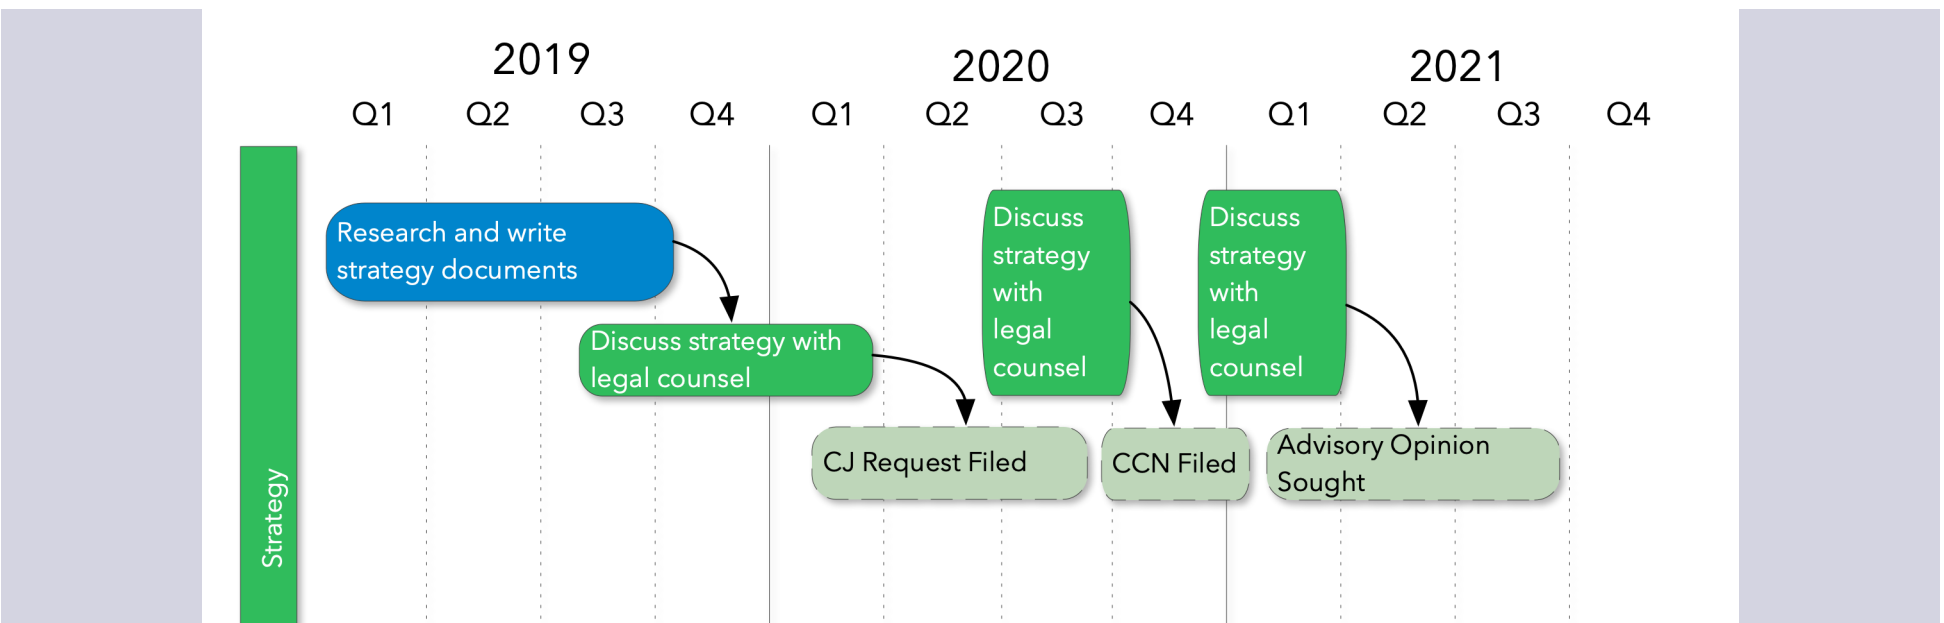 2019
2020
2021
Q1 Q2 Q3 Q4 Q1 Q2 Q3 Q4 Q1 Q2 Q3 Q4
Strategy
Research and write
strategy documents
Discuss strategy with
legal counsel
CJ Request Filed
Discuss
strategy
with
legal
counsel
CCN Filed
Discuss
strategy
with
legal
counsel
Advisory Opinion
Sought